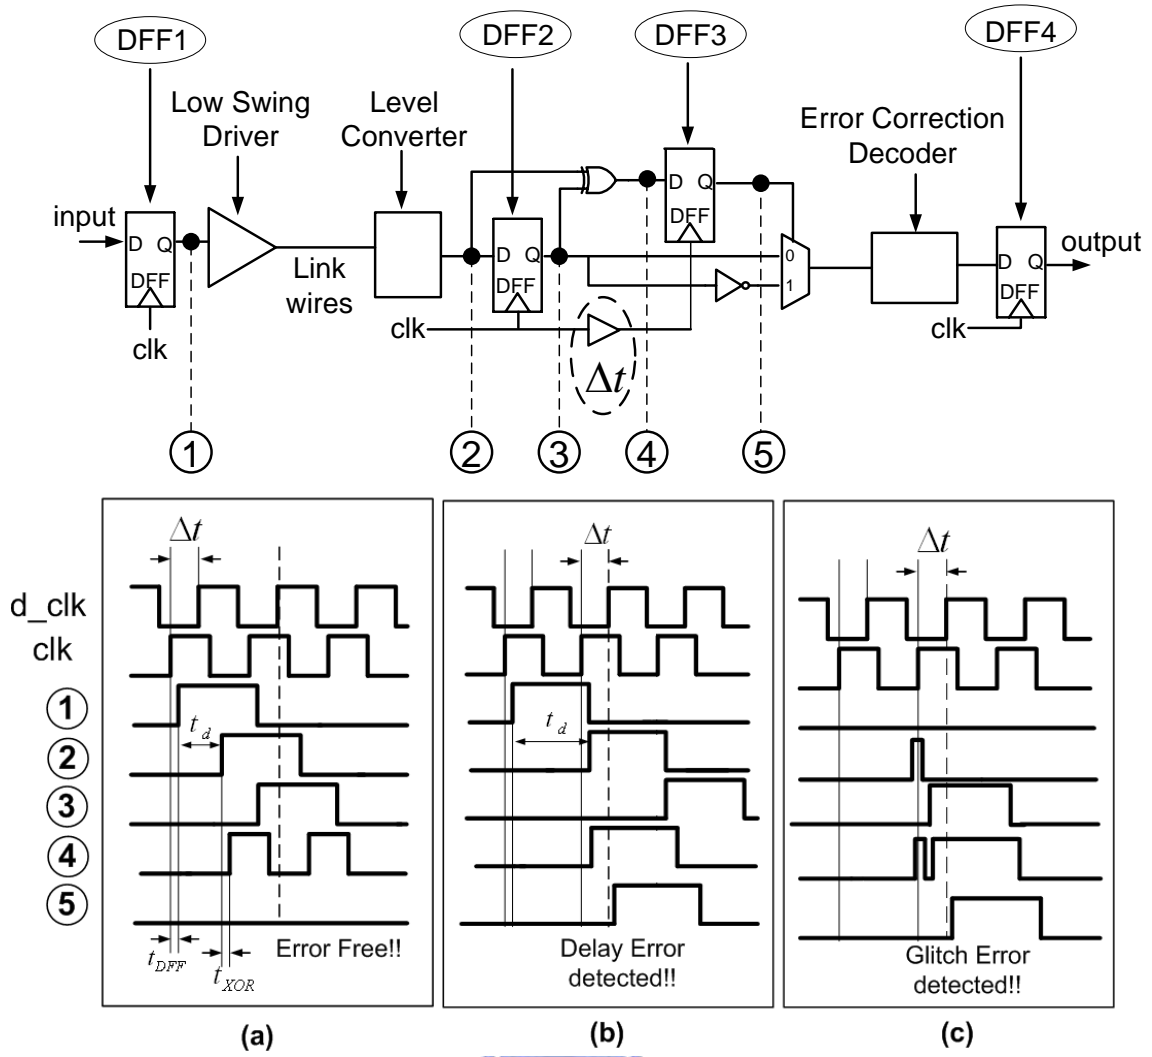 DFF1
DFF2
DFF3
DFF4
Low Swing
Driver
Level
Converter
Error Correction
Decoder
input
D Q
DFF
clk
Link
wires
D Q
DFF
clk
Δt
D Q
DFF
0
1
D Q
DFF
clk
output
1
2
3
4
5
d_clk
clk
1
2
3
4
5
Δt
t_d
t_DFF
t_XOR
Error Free!!
(a)
Δt
t_d
Delay Error
detected!!
(b)
Δt
Glitch Error
detected!!
(c)